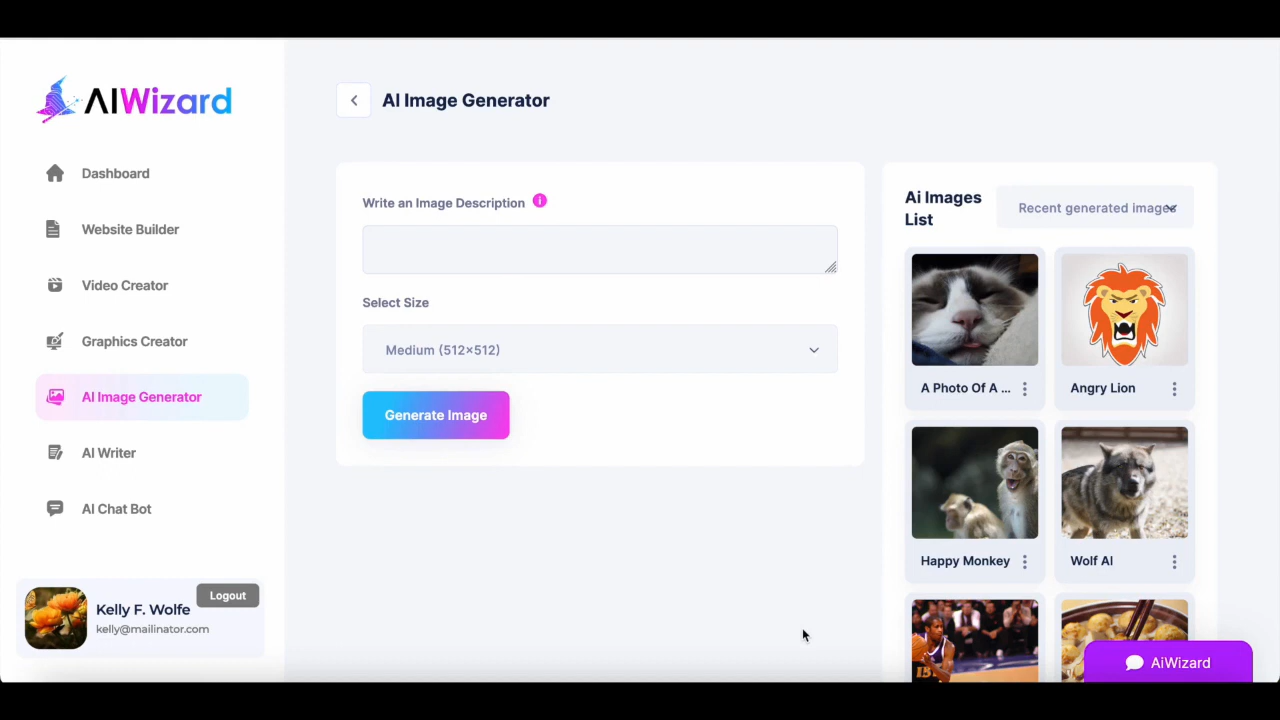 AIWizard
Dashboard
Website Builder
Video Creator
Graphics Creator
AI Image Generator
AI Writer
AI Chat Bot
Logout
Kelly F. Wolfe
kelly@mailinator.com
AI Image Generator
Write an Image Description
i
Select Size
Medium (512×512)
Generate Image
Ai Images
List
Recent generated images
A Photo Of A ...
Angry Lion
Happy Monkey
Wolf AI
AiWizard